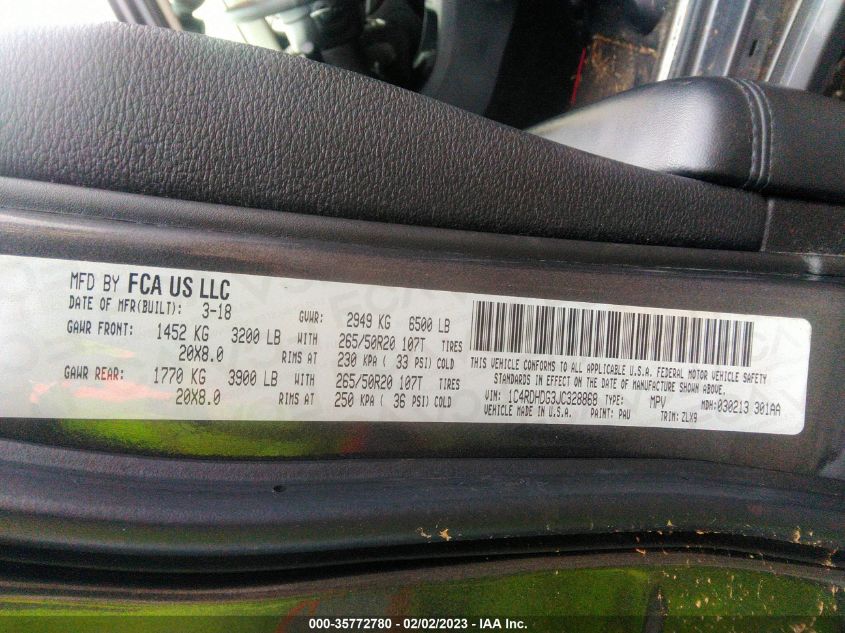 MFD BY FCA US LLC
DATE OF MFR(BUILT): 3-18 GVWR: 2949 KG 6500 LB
GAWR FRONT: 1452 KG 3200 LB WITH 265/50R20 107T TIRES
20X8.0 RIMS AT 230 KPA ( 33 PSI) COLD
GAWR REAR: 1770 KG 3900 LB WITH 265/50R20 107T TIRES
20X8.0 RIMS AT 250 KPA ( 36 PSI) COLD
THIS VEHICLE CONFORMS TO ALL APPLICABLE U.S.A. FEDERAL MOTOR VEHICLE SAFETY
STANDARDS IN EFFECT ON THE DATE OF MANUFACTURE SHOWN ABOVE.
VIN: 1C4RDHDG3JC328868 TYPE: MPV MDH: 030213 301AA
VEHICLE MADE IN U.S.A. PAINT: PAU TRIM: ZLX9
000-35772780 - 02/02/2023 - IAA Inc.